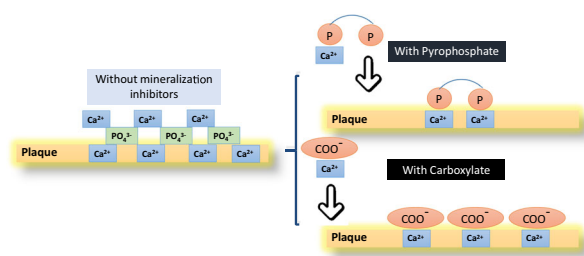 Without mineralization
inhibitors
Ca²⁺ Ca²⁺ Ca²⁺
PO₄³⁻ PO₄³⁻ PO₄³⁻
Plaque Ca²⁺ Ca²⁺ Ca²⁺ Ca²⁺
P P
Ca²⁺
With Pyrophosphate
P P
Plaque Ca²⁺ Ca²⁺
COO⁻
Ca²⁺
With Carboxylate
COO⁻ COO⁻ COO⁻
Plaque Ca²⁺ Ca²⁺ Ca²⁺